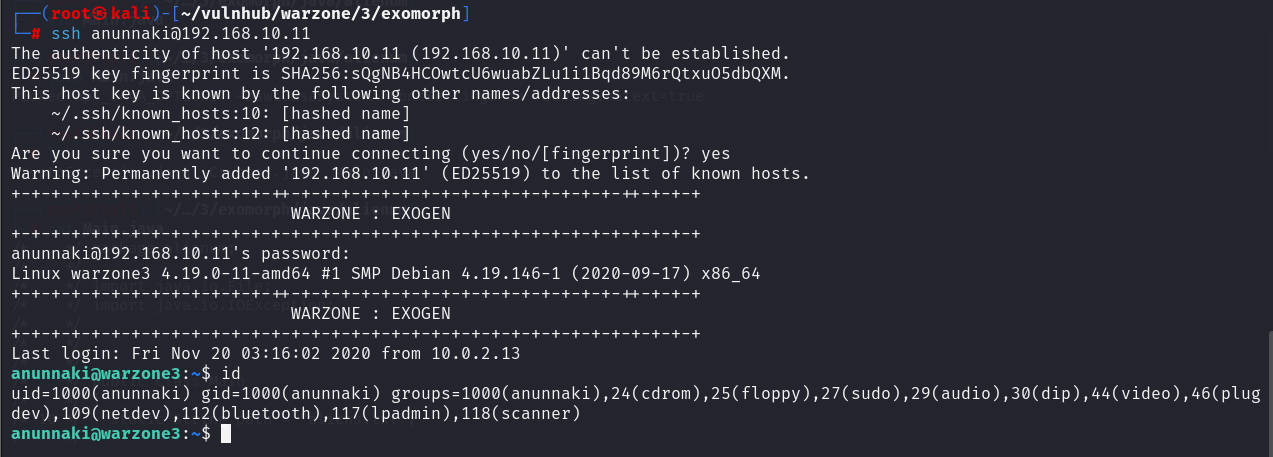 ┌──(root㉿kali)-[~/vulnhub/warzone/3/exomorph]
└─# ssh anunnaki@192.168.10.11
The authenticity of host '192.168.10.11 (192.168.10.11)' can't be established.
ED25519 key fingerprint is SHA256:sQgNB4HCOwtcU6wuabZLu1i1Bqd89M6rQtxuO5dbQXM.
This host key is known by the following other names/addresses:
    ~/.ssh/known_hosts:10: [hashed name]
    ~/.ssh/known_hosts:12: [hashed name]
Are you sure you want to continue connecting (yes/no/[fingerprint])? yes
Warning: Permanently added '192.168.10.11' (ED25519) to the list of known hosts.
+-+-+-+-+-+-+-+-+-+-+-+-+-++-+-+-+-+-+-+-+-+-+-+-+-+-+-+-+-+-+-++-+-+-+
                            WARZONE : EXOGEN
+-+-+-+-+-+-+-+-+-+-+-+-+-+-+-+-+-+-+-+-+-+-+-+-+-+-+-+-+-+-+-+-+-+-+
anunnaki@192.168.10.11's password:
Linux warzone3 4.19.0-11-amd64 #1 SMP Debian 4.19.146-1 (2020-09-17) x86_64
+-+-+-+-+-+-+-+-+-+-+-+-+-++-+-+-+-+-+-+-+-+-+-+-+-+-+-+-+-+-+-++-+-+-+
                            WARZONE : EXOGEN
+-+-+-+-+-+-+-+-+-+-+-+-+-+-+-+-+-+-+-+-+-+-+-+-+-+-+-+-+-+-+-+-+-+-+
Last login: Fri Nov 20 03:16:02 2020 from 10.0.2.13
anunnaki@warzone3:~$ id
uid=1000(anunnaki) gid=1000(anunnaki) groups=1000(anunnaki),24(cdrom),25(floppy),27(sudo),29(audio),30(dip),44(video),46(plug
dev),109(netdev),112(bluetooth),117(lpadmin),118(scanner)
anunnaki@warzone3:~$